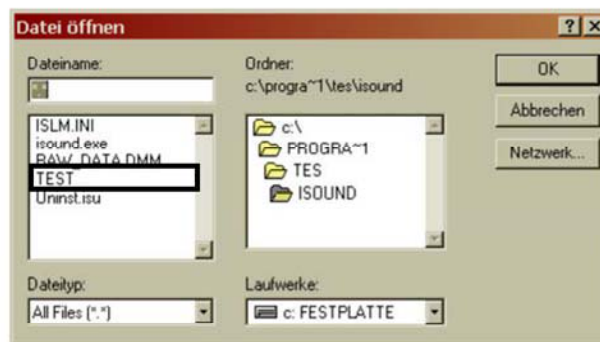 Datei öffnen
Dateiname:
ISLM.INI
isound.exe
RAW_DATA.DMM
TEST
Uninst.isu
Dateityp:
All Files (*.*)
Ordner:
c:\progra~1\tes\isound
c:\
PROGRA~1
TES
ISOUND
Laufwerke:
c: FESTPLATTE
OK
Abbrechen
Netzwerk...